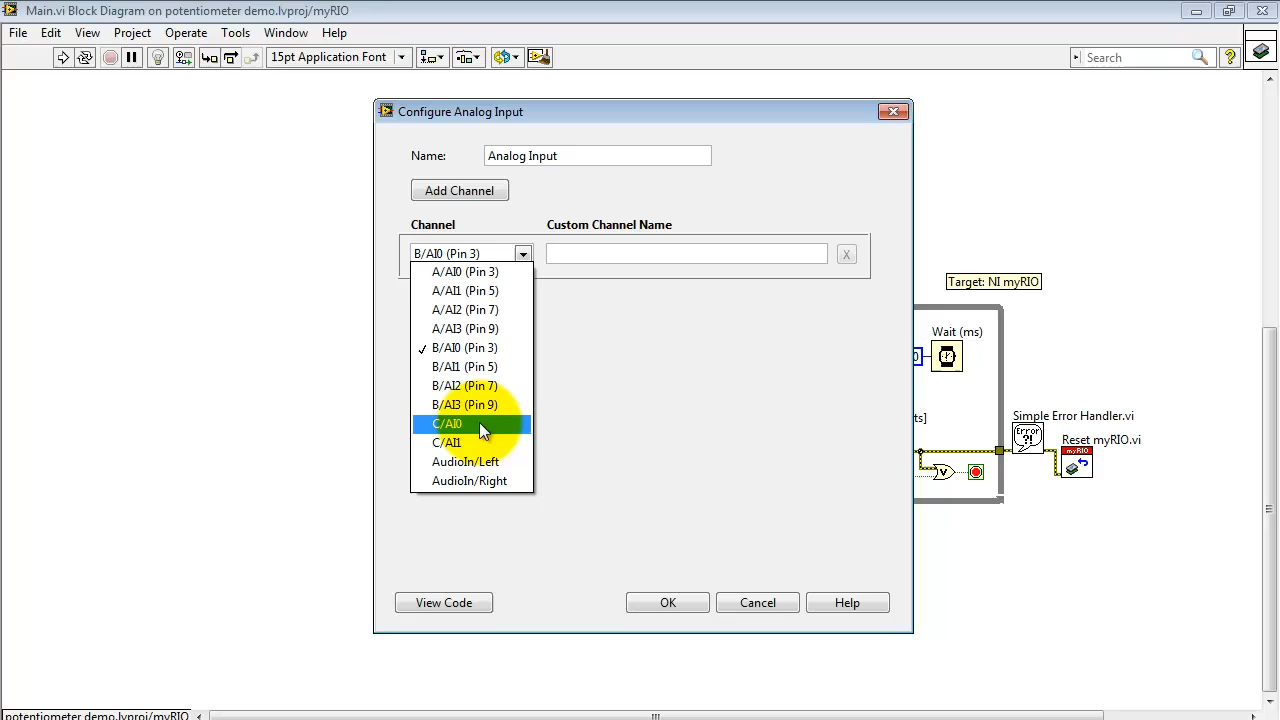 Main.vi Block Diagram on potentiometer demo.lvproj/myRIO
File Edit View Project Operate Tools Window Help
15pt Application Font
Search
?
Configure Analog Input
Name: Analog Input
Add Channel
Channel Custom Channel Name
B/AI0 (Pin 3) X
A/AI0 (Pin 3)
A/AI1 (Pin 5)
A/AI2 (Pin 7)
A/AI3 (Pin 9)
✓ B/AI0 (Pin 3)
B/AI1 (Pin 5)
B/AI2 (Pin 7)
B/AI3 (Pin 9)
C/AI0
C/AI1
AudioIn/Left
AudioIn/Right
View Code OK Cancel Help
Target: NI myRIO
Wait (ms)
0
ts]
Simple Error Handler.vi
Error
?!
Reset myRIO.vi
myRIO
V
potentiometer demo.lvproj/myRIO